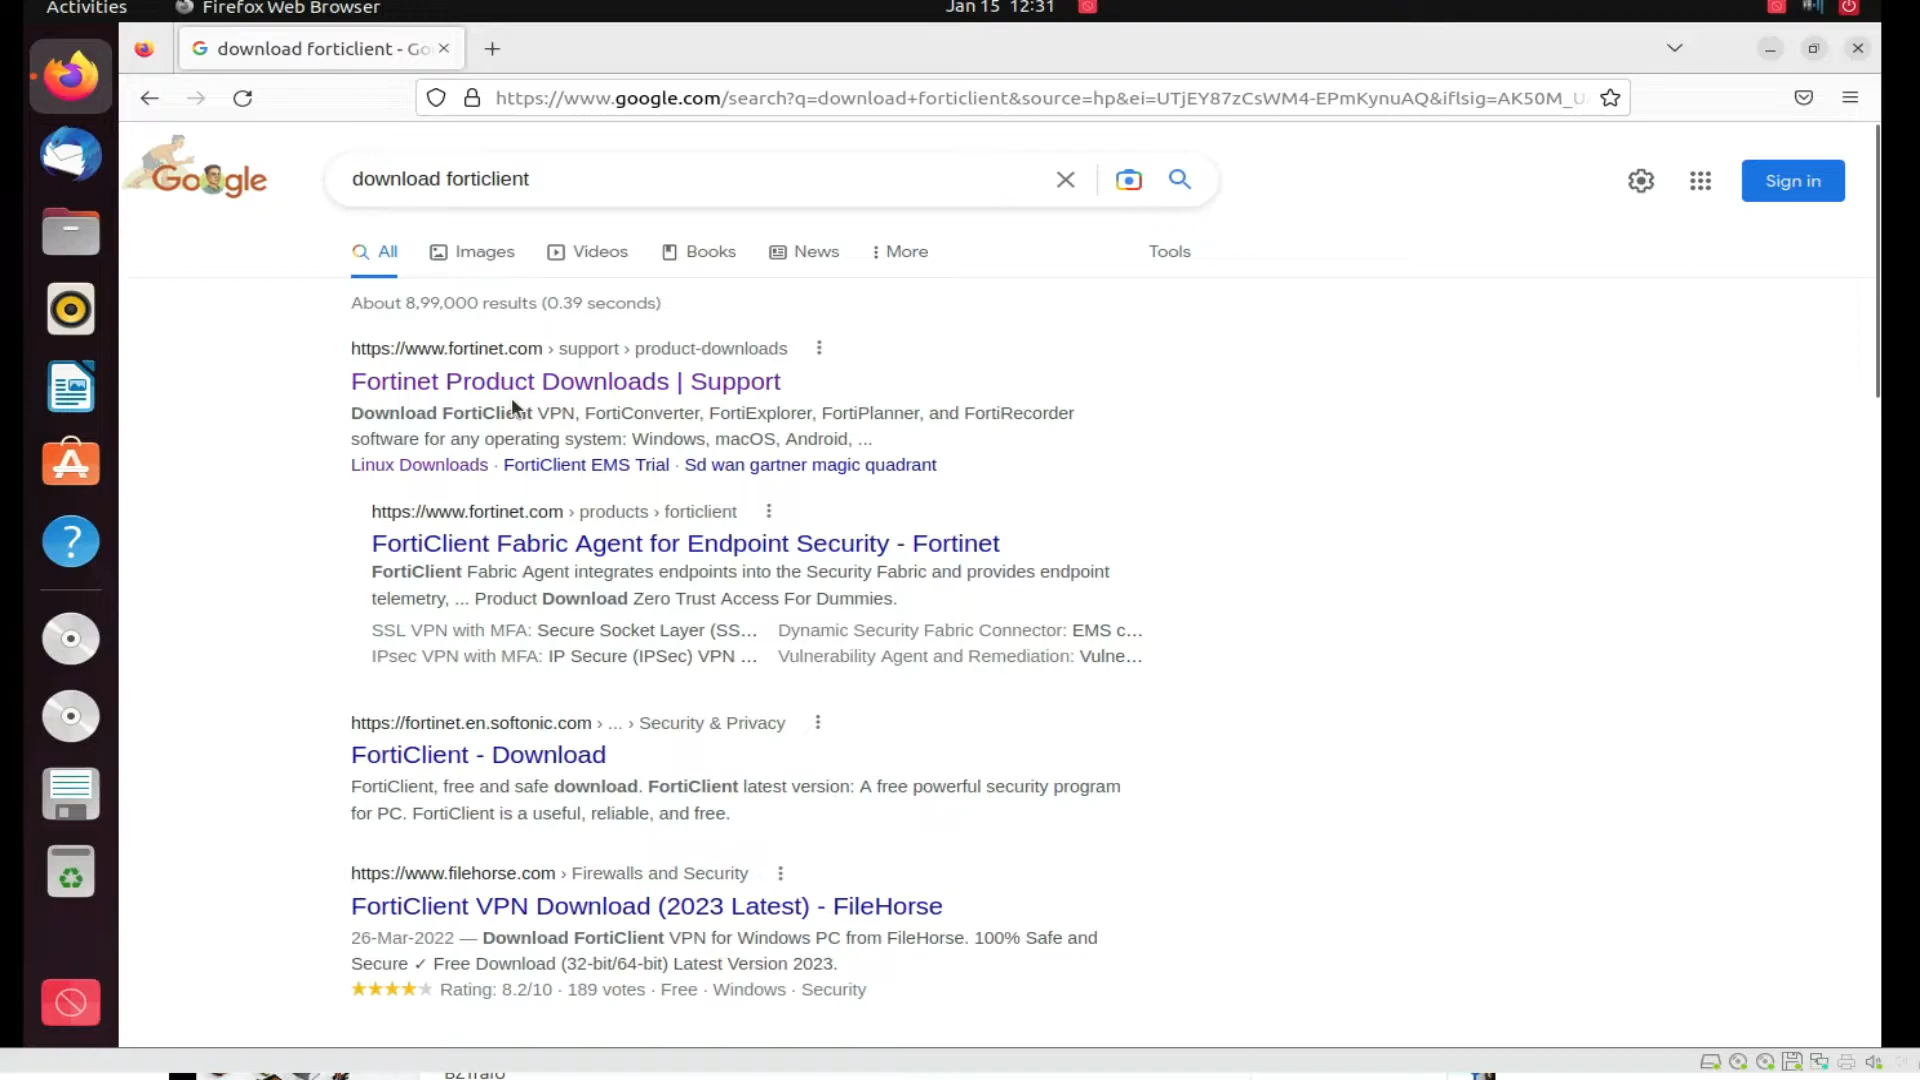 Activities
Firefox Web Browser
Jan 15 12:31
download forticlient - Go
https://www.google.com/search?q=download+forticlient&source=hp&ei=UTjEY87zCsWM4-EPmKynuAQ&iflsig=AK50M_U
Google
download forticlient
Sign in
All
Images
Videos
Books
News
More
Tools
About 8,99,000 results (0.39 seconds)
https://www.fortinet.com › support › product-downloads
Fortinet Product Downloads | Support
Download FortiClient VPN, FortiConverter, FortiExplorer, FortiPlanner, and FortiRecorder
software for any operating system: Windows, macOS, Android, ...
Linux Downloads · FortiClient EMS Trial · Sd wan gartner magic quadrant
https://www.fortinet.com › products › forticlient
FortiClient Fabric Agent for Endpoint Security - Fortinet
FortiClient Fabric Agent integrates endpoints into the Security Fabric and provides endpoint
telemetry, ... Product Download Zero Trust Access For Dummies.
SSL VPN with MFA: Secure Socket Layer (SS... Dynamic Security Fabric Connector: EMS c...
IPsec VPN with MFA: IP Secure (IPSec) VPN ... Vulnerability Agent and Remediation: Vulne...
https://fortinet.en.softonic.com › ... › Security & Privacy
FortiClient - Download
FortiClient, free and safe download. FortiClient latest version: A free powerful security program
for PC. FortiClient is a useful, reliable, and free.
https://www.filehorse.com › Firewalls and Security
FortiClient VPN Download (2023 Latest) - FileHorse
26-Mar-2022 — Download FortiClient VPN for Windows PC from FileHorse. 100% Safe and
Secure ✓ Free Download (32-bit/64-bit) Latest Version 2023.
Rating: 8.2/10 · 189 votes · Free · Windows · Security